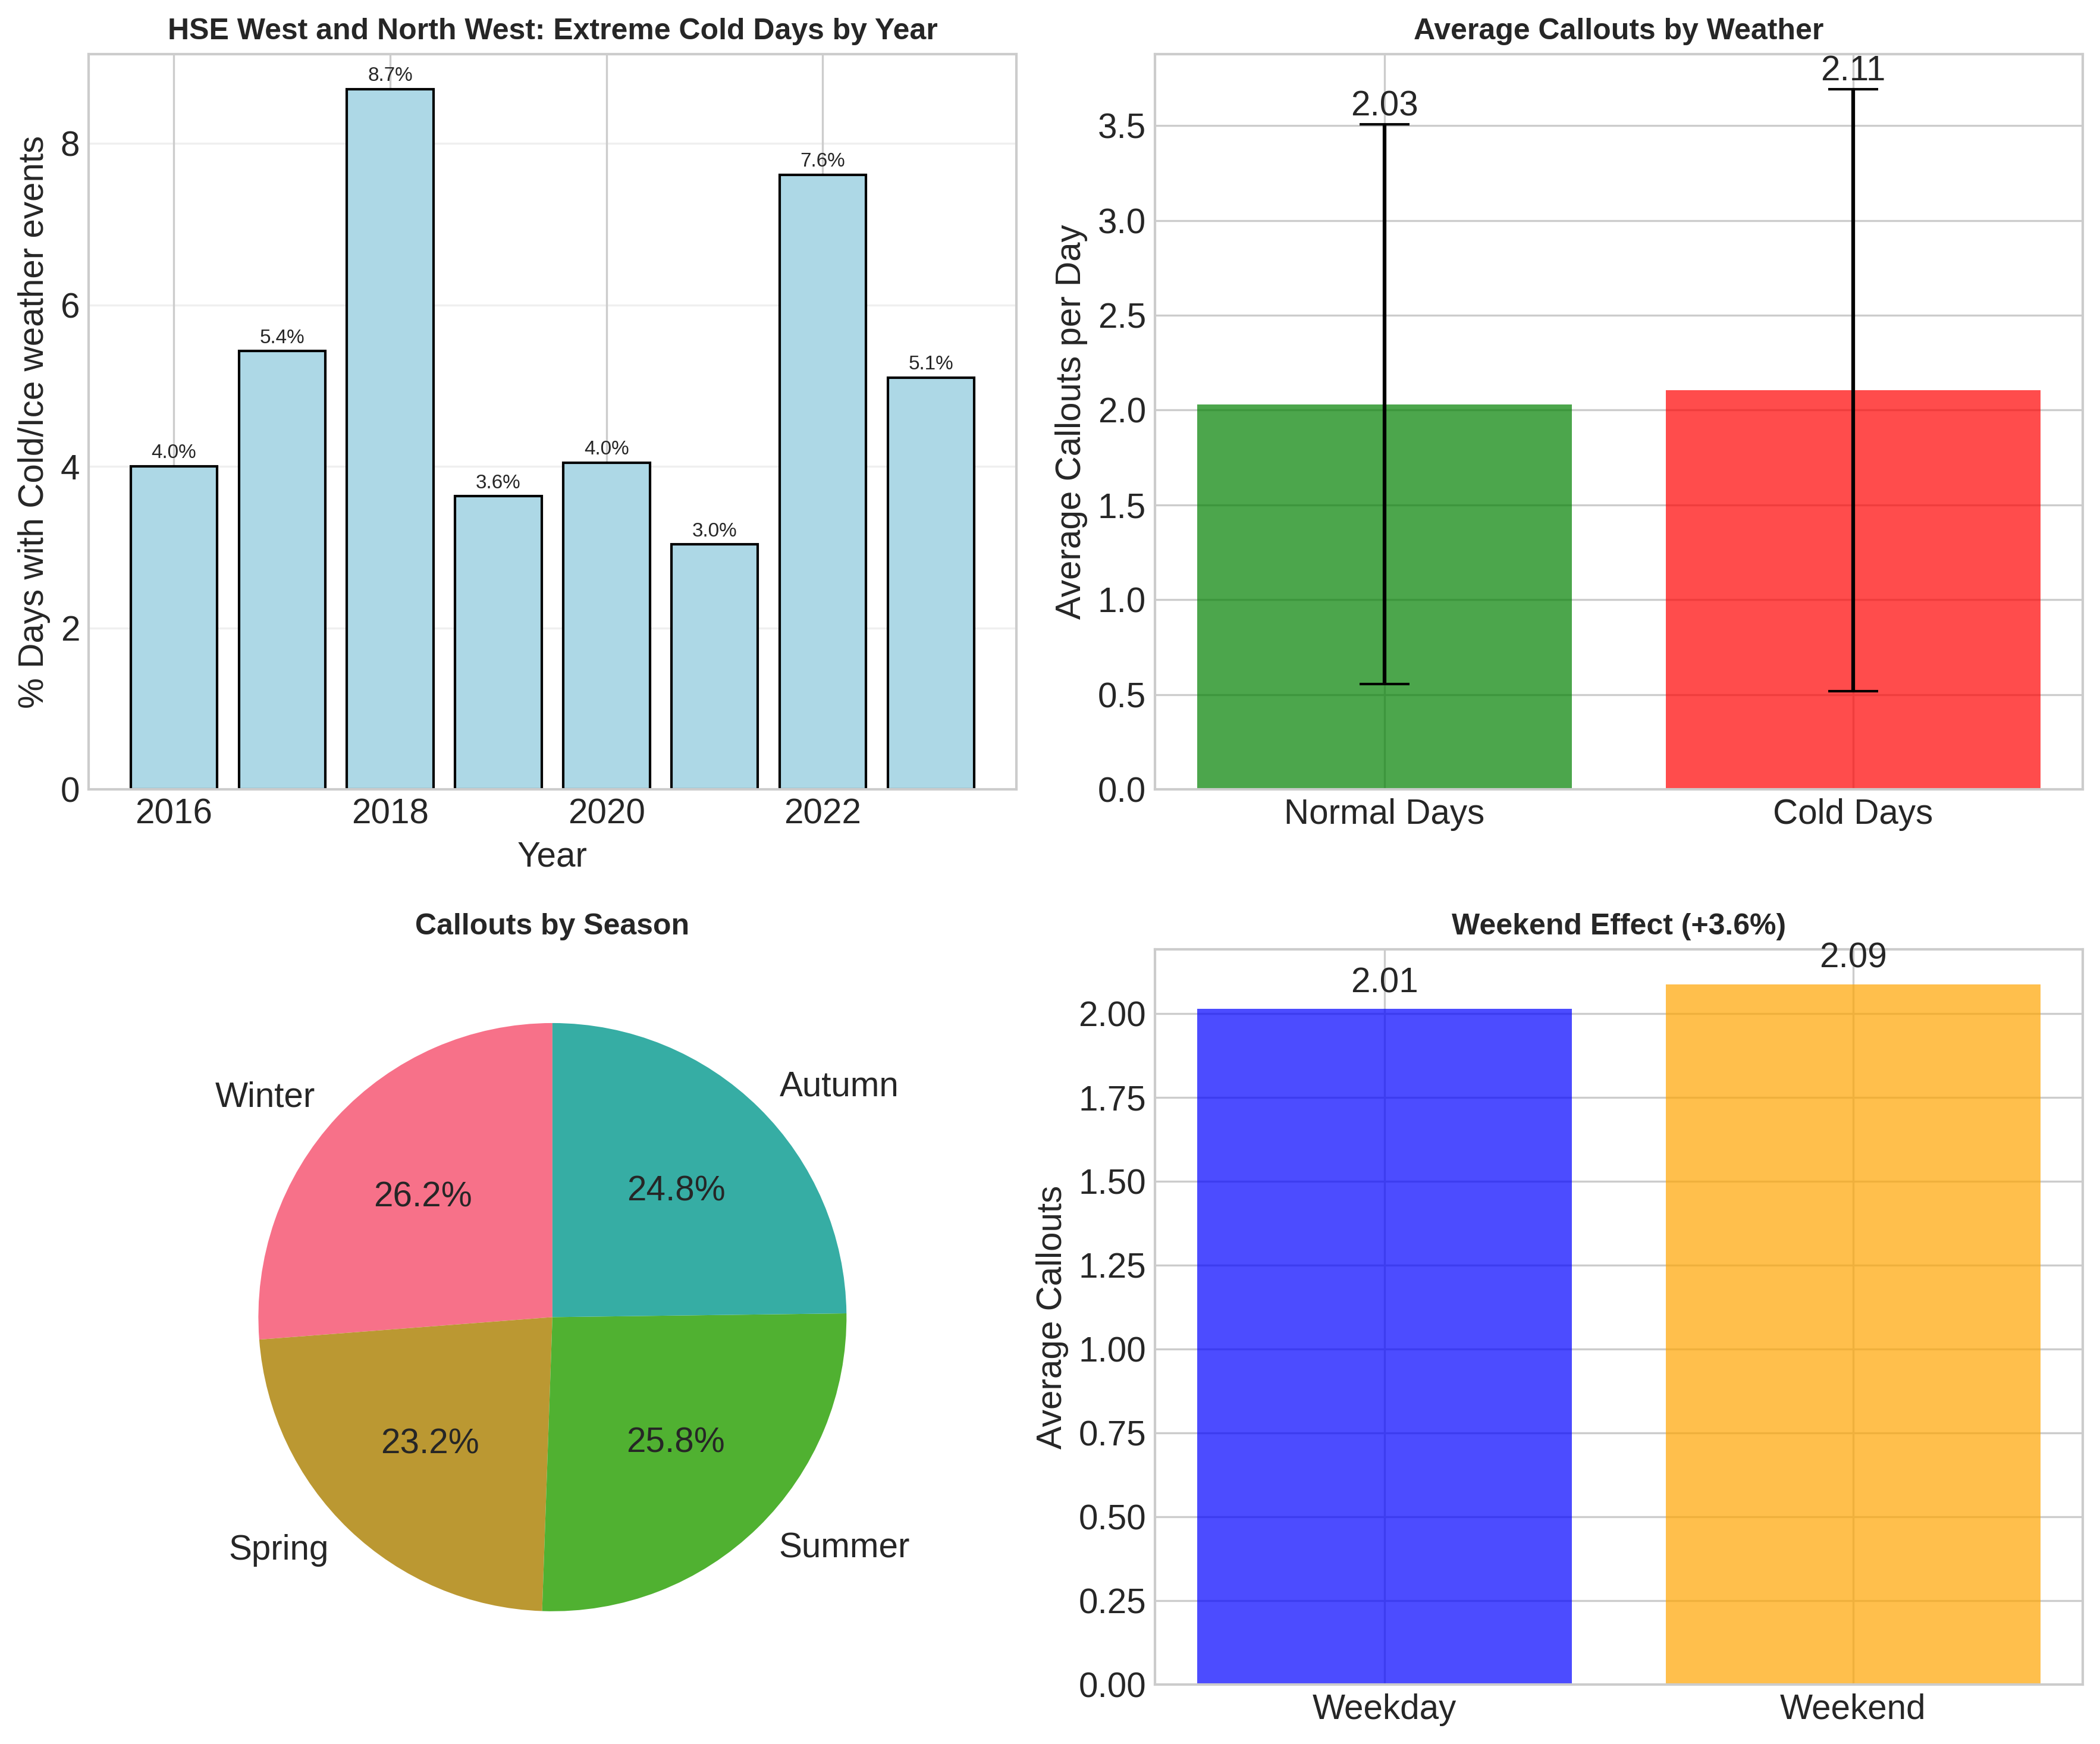 HSE West and North West: Extreme Cold Days by Year
% Days with Cold/Ice weather events
8
6
4
2
0
4.0%
5.4%
8.7%
3.6%
4.0%
3.0%
7.6%
5.1%
2016
2018
2020
2022
Year
Average Callouts by Weather
Average Callouts per Day
3.5
3.0
2.5
2.0
1.5
1.0
0.5
0.0
2.03
2.11
Normal Days
Cold Days
Callouts by Season
Winter
Autumn
26.2%
24.8%
23.2%
25.8%
Spring
Summer
Weekend Effect (+3.6%)
Average Callouts
2.00
1.75
1.50
1.25
1.00
0.75
0.50
0.25
0.00
2.01
2.09
Weekday
Weekend